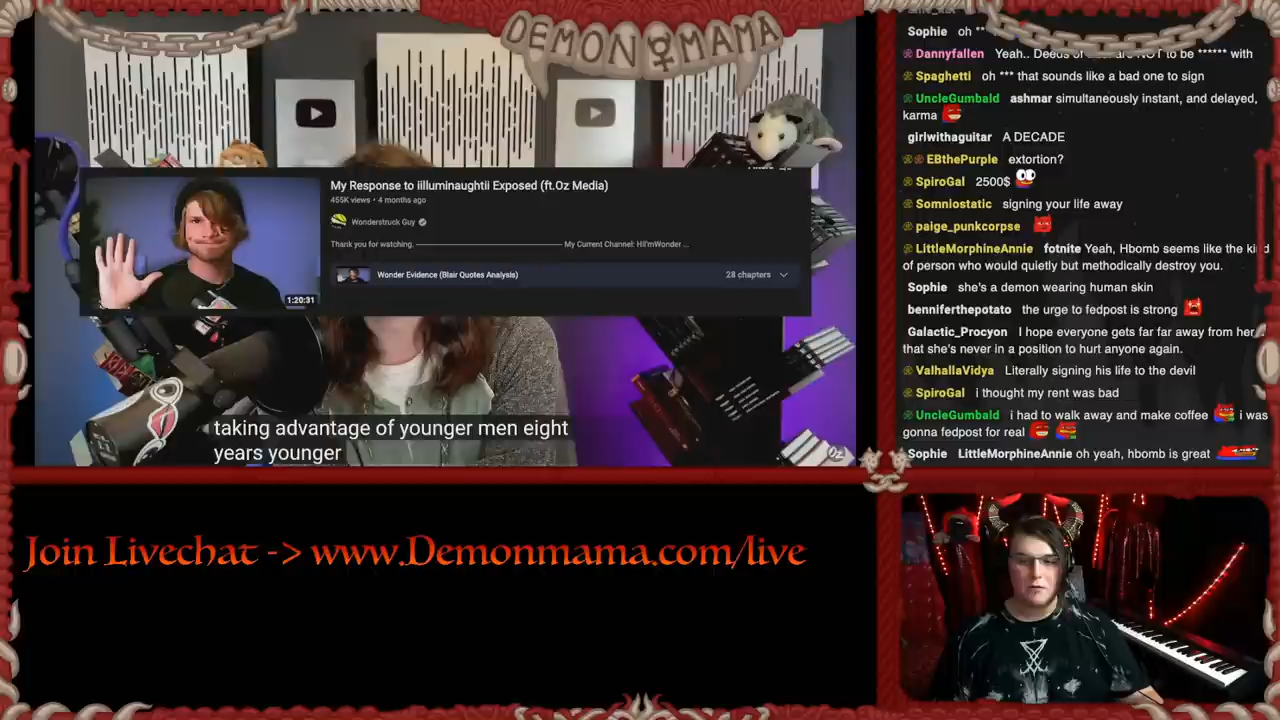 DEMON MAMA
My Response to iilluminaughtii Exposed (ft.Oz Media)
455K views • 4 months ago
Wonderstruck Guy
Thank you for watching. My Current Channel: HiI'mWonder ...
Wonder Evidence (Blair Quotes Analysis)
28 chapters
1:20:31
taking advantage of younger men eight
years younger
Oz
Join Livechat -> www.Demonmama.com/live
Sophie oh **
Dannyfallen Yeah.. Deeds of to be ****** with
Spaghetti oh *** that sounds like a bad one to sign
UncleGumbald ashmar simultaneously instant, and delayed,
karma
girlwithaguitar A DECADE
EBthePurple extortion?
SpiroGal 2500$
Somniostatic signing your life away
paige_punkcorpse
LittleMorphineAnnie fotnite Yeah, Hbomb seems like the kind
of person who would quietly but methodically destroy you.
Sophie she's a demon wearing human skin
benniferthepotato the urge to fedpost is strong
Galactic_Procyon I hope everyone gets far far away from her
that she's never in a position to hurt anyone again.
ValhallaVidya Literally signing his life to the devil
SpiroGal i thought my rent was bad
UncleGumbald i had to walk away and make coffee i was
gonna fedpost for real
Sophie LittleMorphineAnnie oh yeah, hbomb is great